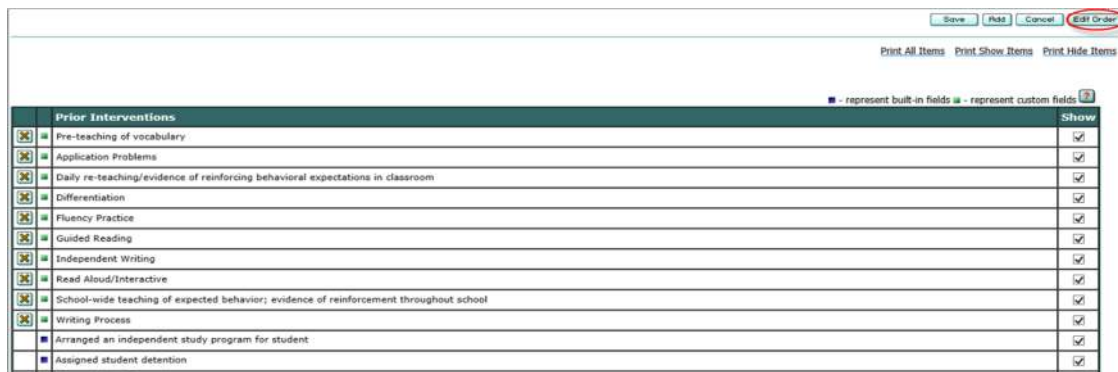 Save Add Cancel Edit Order
Print All Items Print Show Items Print Hide Items
- represent built-in fields - represent custom fields ?
Prior Interventions Show
Pre-teaching of vocabulary
Application Problems
Daily re-teaching/evidence of reinforcing behavioral expectations in classroom
Differentiation
Fluency Practice
Guided Reading
Independent Writing
Read Aloud/Interactive
School-wide teaching of expected behavior; evidence of reinforcement throughout school
Writing Process
Arranged an independent study program for student
Assigned student detention